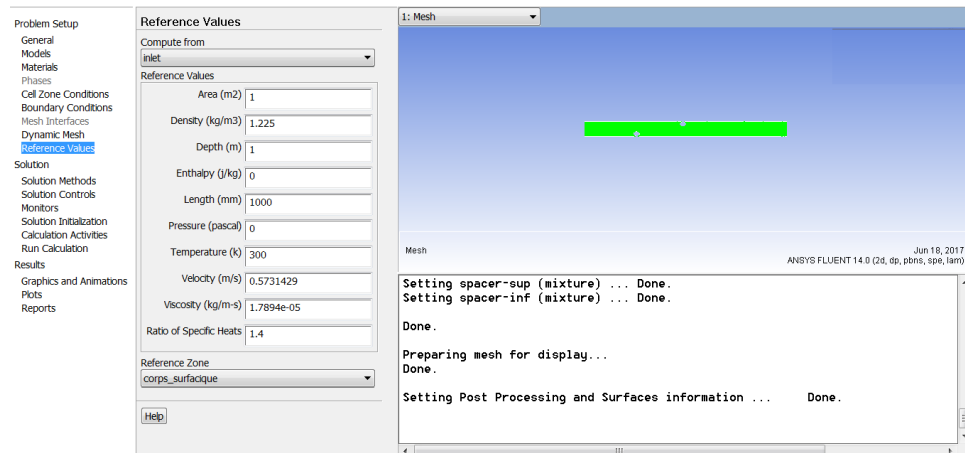 Problem Setup
General
Models
Materials
Phases
Cell Zone Conditions
Boundary Conditions
Mesh Interfaces
Dynamic Mesh
Reference Values
Solution
Solution Methods
Solution Controls
Monitors
Solution Initialization
Calculation Activities
Run Calculation
Results
Graphics and Animations
Plots
Reports
Reference Values
Compute from
inlet
Reference Values
Area (m2) 1
Density (kg/m3) 1.225
Depth (m) 1
Enthalpy (j/kg) 0
Length (mm) 1000
Pressure (pascal) 0
Temperature (k) 300
Velocity (m/s) 0.5731429
Viscosity (kg/m-s) 1.7894e-05
Ratio of Specific Heats 1.4
Reference Zone
corps_surfacique
Help
1: Mesh
Mesh
Jun 18, 2017
ANSYS FLUENT 14.0 (2d, dp, pbns, spe, lam)
Setting spacer-sup (mixture) ... Done.
Setting spacer-inf (mixture) ... Done.
Done.
Preparing mesh for display...
Done.
Setting Post Processing and Surfaces information ... Done.